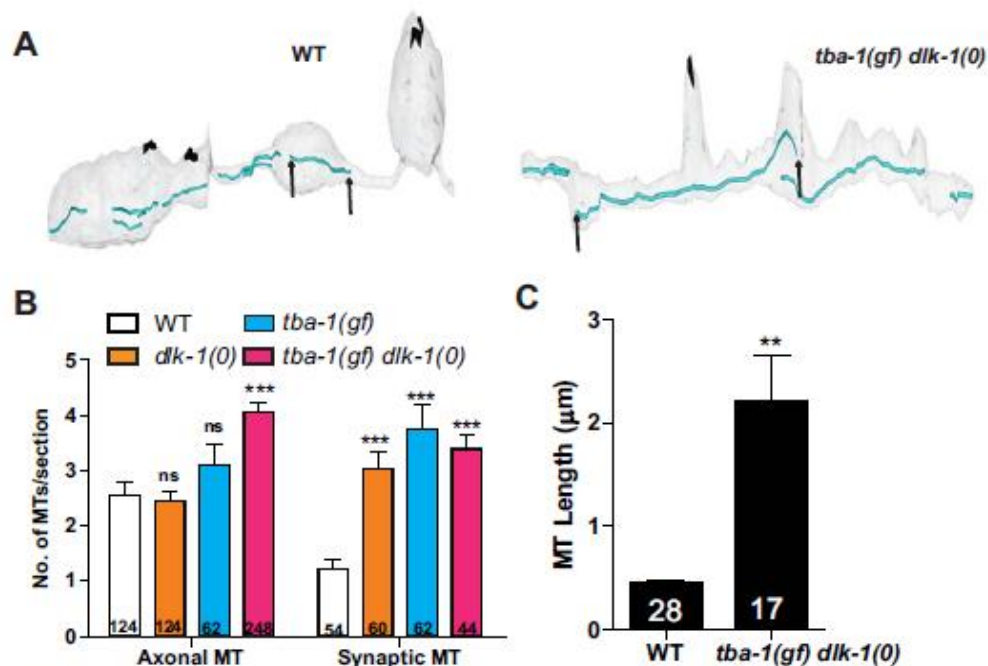 A
WT
tba-1(gf) dlk-1(0)
B
WT
tba-1(gf)
dlk-1(0)
tba-1(gf) dlk-1(0)
No. of MTs/section
5
4
3
2
1
0
ns
ns
***
***
***
***
124
124
62
248
54
60
62
44
Axonal MT
Synaptic MT
C
MT Length (μm)
3
2
1
0
**
28
17
WT
tba-1(gf) dlk-1(0)